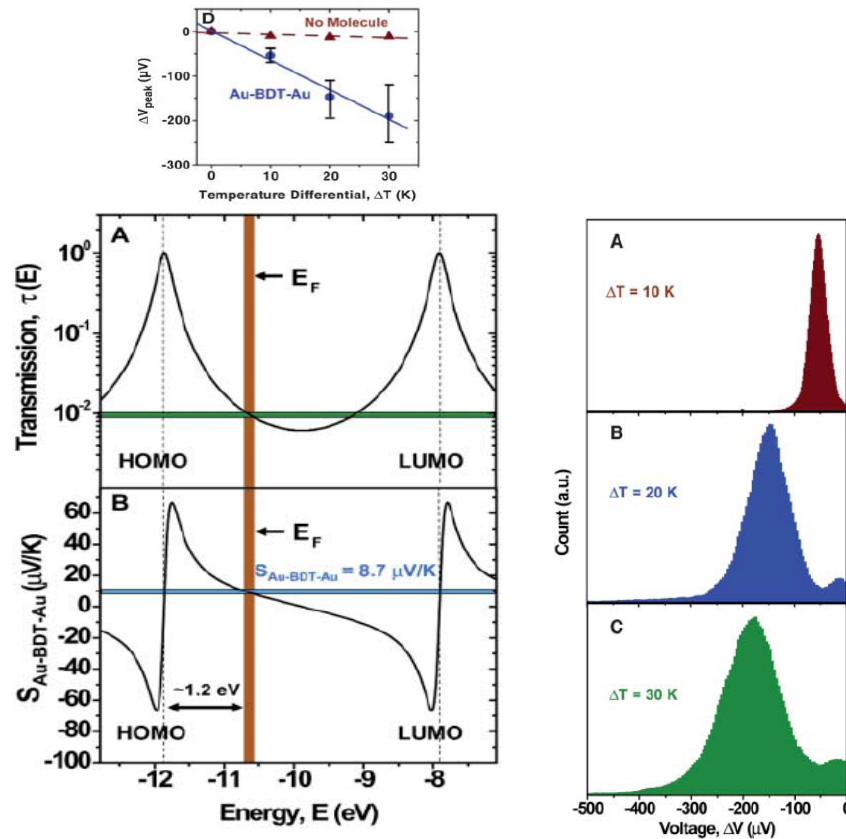 D
No Molecule
Au-BDT-Au
ΔV_peak (µV)
0
-100
-200
-300
0 10 20 30
Temperature Differential, ΔT (K)
A
E_F
Transmission, τ(E)
10^0
10^-1
10^-2
HOMO LUMO
B
E_F
S_Au-BDT-Au = 8.7 µV/K
S_Au-BDT-Au (µV/K)
60
40
20
0
-20
-40
-60
-80
-100
~1.2 eV
HOMO LUMO
-12 -11 -10 -9 -8
Energy, E (eV)
A
ΔT = 10 K
B
ΔT = 20 K
C
ΔT = 30 K
Count (a.u.)
-500 -400 -300 -200 -100 0
Voltage, ΔV (µV)